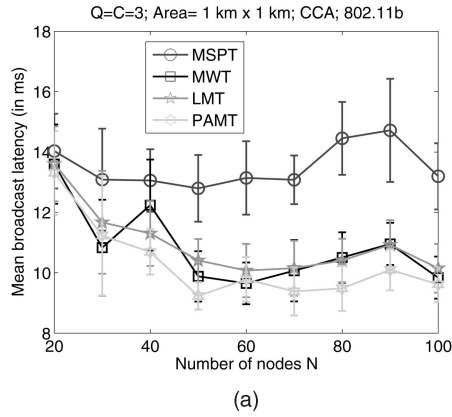 Q=C=3; Area= 1 km x 1 km; CCA; 802.11b
MSPT
MWT
LMT
PAMT
Mean broadcast latency (in ms)
18
16
14
12
10
8
20
40
60
80
100
Number of nodes N
(a)